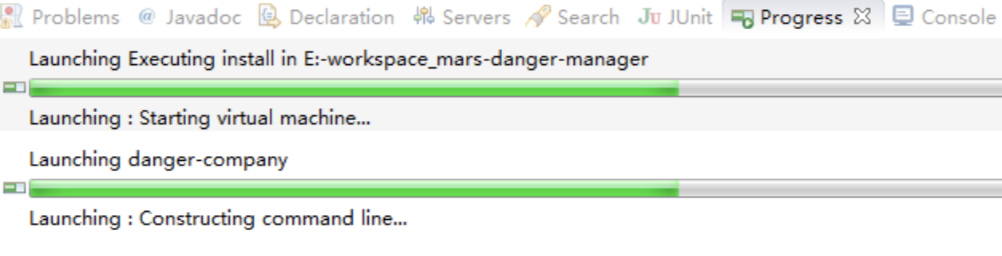 Problems @ Javadoc Declaration Servers Search JUnit Progress Console
Launching Executing install in E:-workspace_mars-danger-manager
Launching : Starting virtual machine...
Launching danger-company
Launching : Constructing command line...